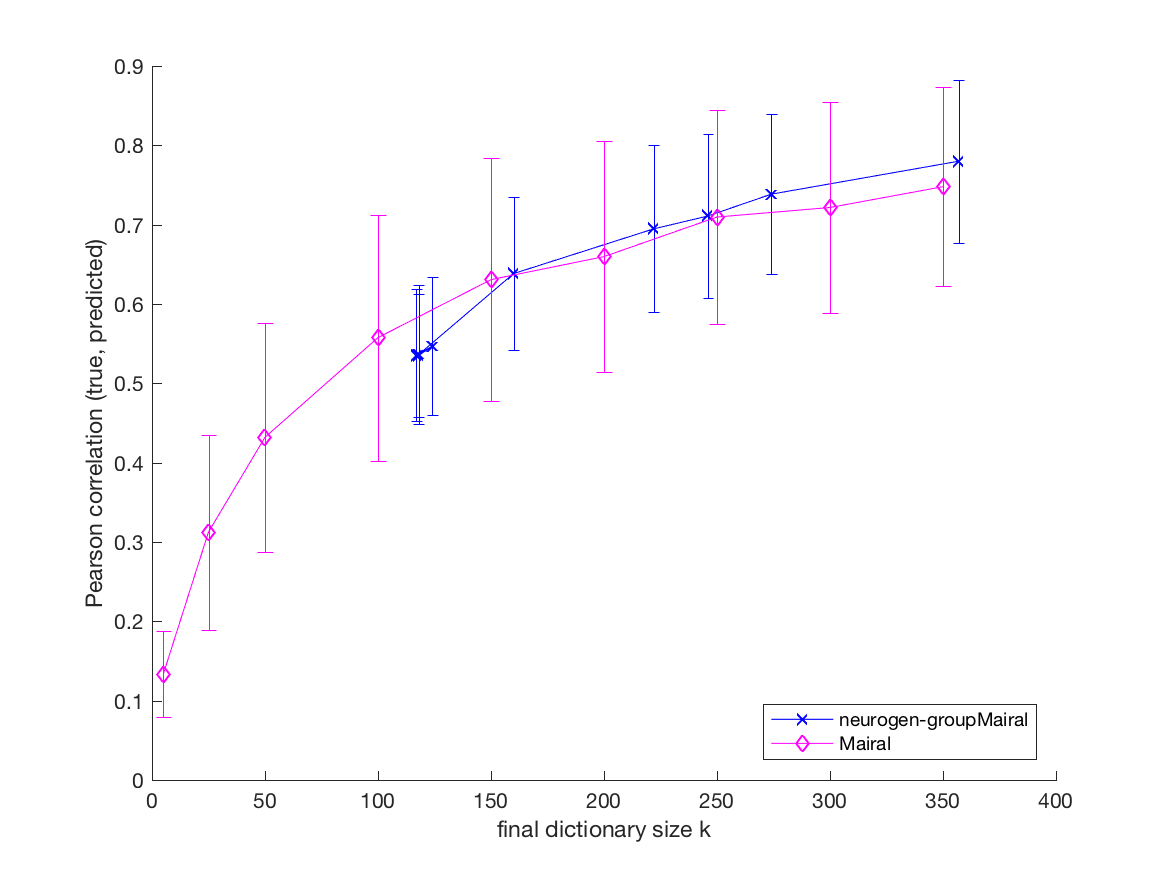 0.9
0.8
0.7
0.6
0.5
0.4
0.3
0.2
0.1
0
Pearson correlation (true, predicted)
neurogen-groupMairal
Mairal
0 50 100 150 200 250 300 350 400
final dictionary size k